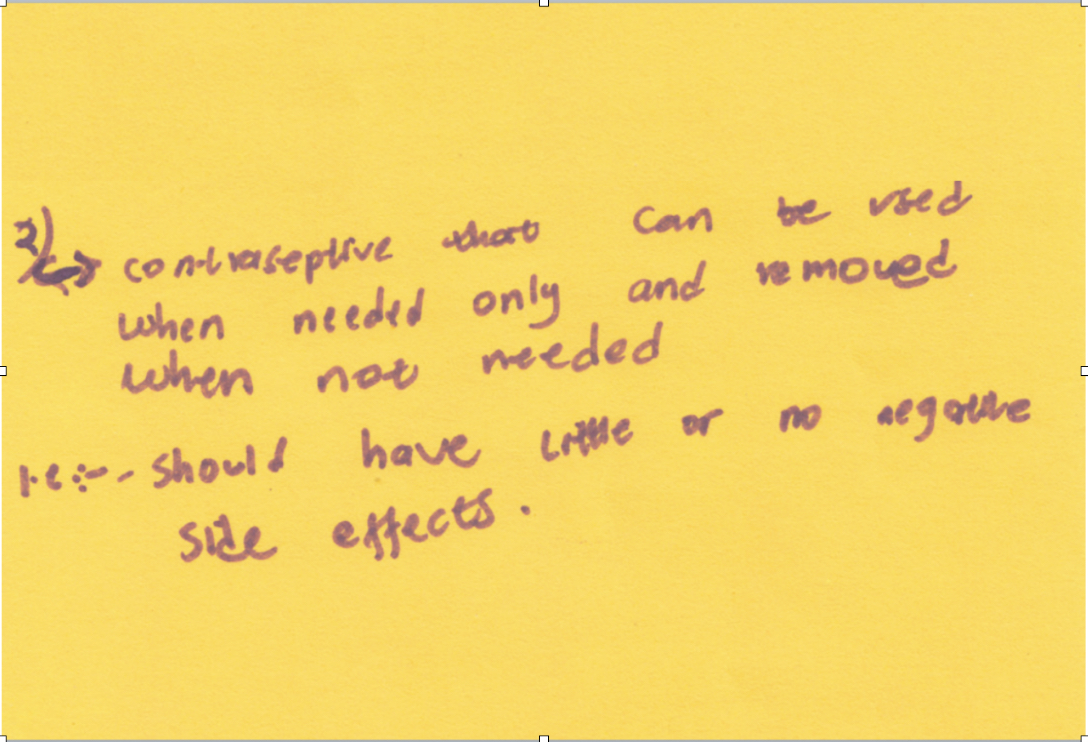 2) → contraseptive that can be used
when needed only and removed
when not needed
i.e :- - should have little or no negative
side effects.